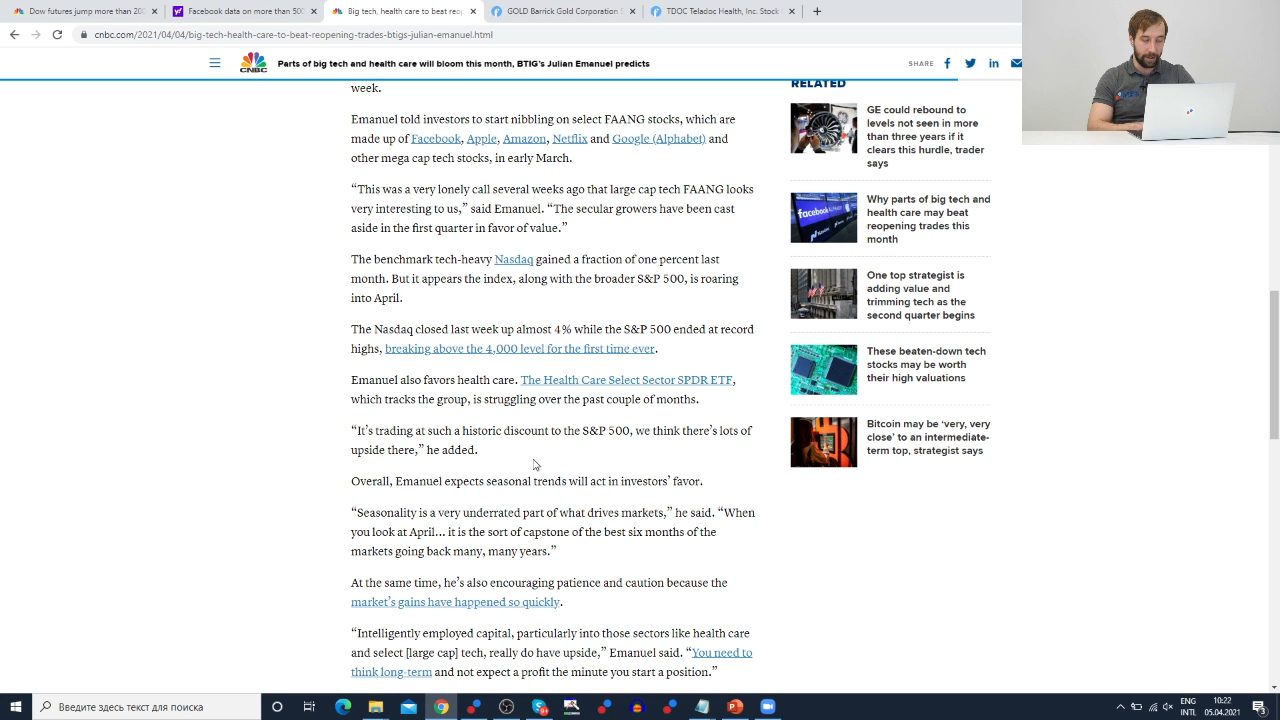 Dow futures jump more than 20
Facebook data on more than 500
Big tech, health care to beat reop
GOLD Barrick Gold Corporation S
TDOC Teladoc Health, Inc. Stock
cnbc.com/2021/04/04/big-tech-health-care-to-beat-reopening-trades-btigs-julian-emanuel.html
CNBC
Parts of big tech and health care will bloom this month, BTIG’s Julian Emanuel predicts
SHARE
week.
Emanuel told investors to start nibbling on select FAANG stocks, which are
made up of Facebook, Apple, Amazon, Netflix and Google (Alphabet) and
other mega cap tech stocks, in early March.
“This was a very lonely call several weeks ago that large cap tech FAANG looks
very interesting to us,” said Emanuel. “The secular growers have been cast
aside in the first quarter in favor of value.”
The benchmark tech-heavy Nasdaq gained a fraction of one percent last
month. But it appears the index, along with the broader S&P 500, is roaring
into April.
The Nasdaq closed last week up almost 4% while the S&P 500 ended at record
highs, breaking above the 4,000 level for the first time ever.
Emanuel also favors health care. The Health Care Select Sector SPDR ETF,
which tracks the group, is struggling over the past couple of months.
“It’s trading at such a historic discount to the S&P 500, we think there’s lots of
upside there,” he added.
Overall, Emanuel expects seasonal trends will act in investors’ favor.
“Seasonality is a very underrated part of what drives markets,” he said. “When
you look at April... it is the sort of capstone of the best six months of the
markets going back many, many years.”
At the same time, he’s also encouraging patience and caution because the
market’s gains have happened so quickly.
“Intelligently employed capital, particularly into those sectors like health care
and select [large cap] tech, really do have upside,” Emanuel said. “You need to
think long-term and not expect a profit the minute you start a position.”
RELATED
GE could rebound to
levels not seen in more
than three years if it
clears this hurdle, trader
says
facebook
Why parts of big tech and
health care may beat
reopening trades this
month
One top strategist is
adding value and
trimming tech as the
second quarter begins
These beaten-down tech
stocks may be worth
their high valuations
Bitcoin may be ‘very, very
close’ to an intermediate-
term top, strategist says
Введите здесь текст для поиска
ENG
INTL
10:22
05.04.2021